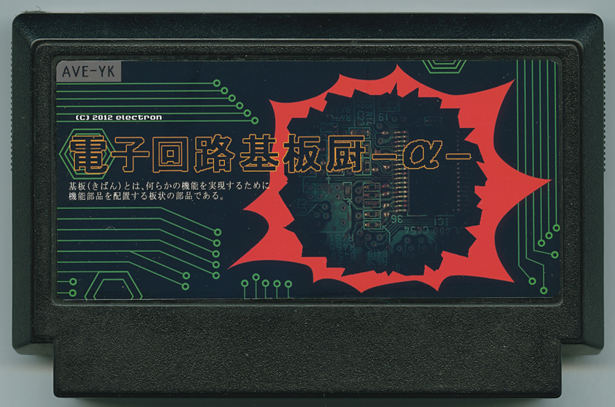 AVE-YK
(C) 2012 electron
電子回路基板厨-α-
基板(きばん)とは、何らかの機能を実現するために
機能部品を配置する板状の部品である。
96